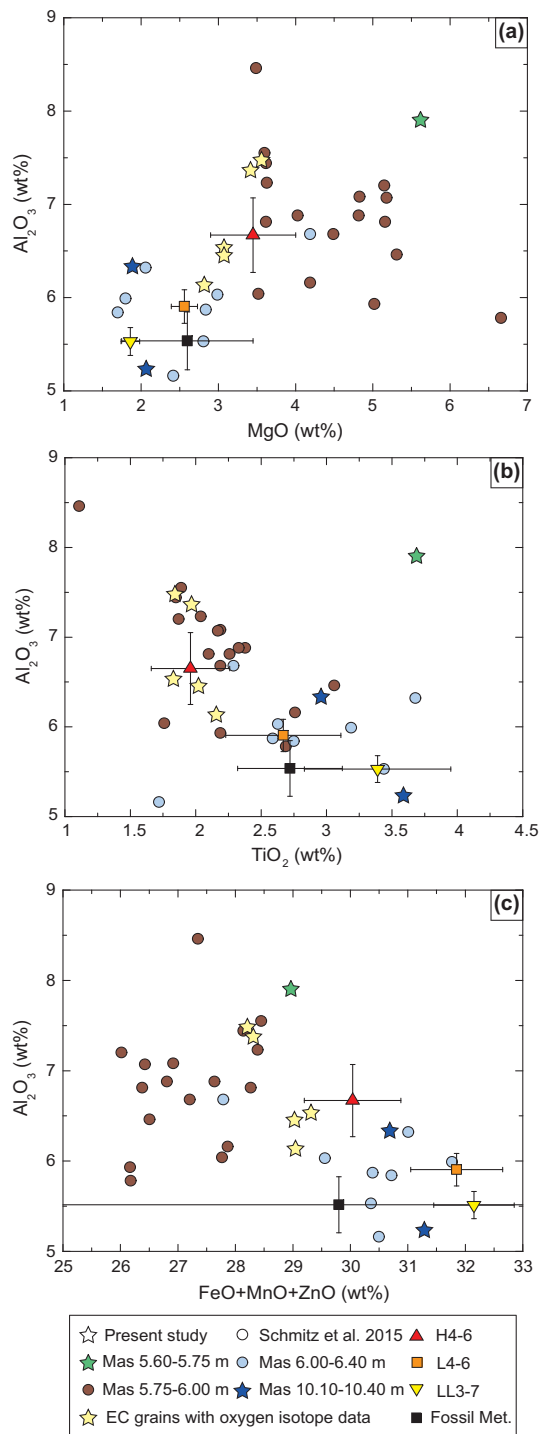 (a)
9
8
7
6
5
Al₂O₃ (wt%)
1 2 3 4 5 6 7
MgO (wt%)
(b)
9
8
7
6
5
Al₂O₃ (wt%)
1 1.5 2 2.5 3 3.5 4 4.5
TiO₂ (wt%)
(c)
9
8
7
6
5
Al₂O₃ (wt%)
25 26 27 28 29 30 31 32 33
FeO+MnO+ZnO (wt%)
Present study Schmitz et al. 2015 H4-6
Mas 5.60-5.75 m Mas 6.00-6.40 m L4-6
Mas 5.75-6.00 m Mas 10.10-10.40 m LL3-7
EC grains with oxygen isotope data Fossil Met.